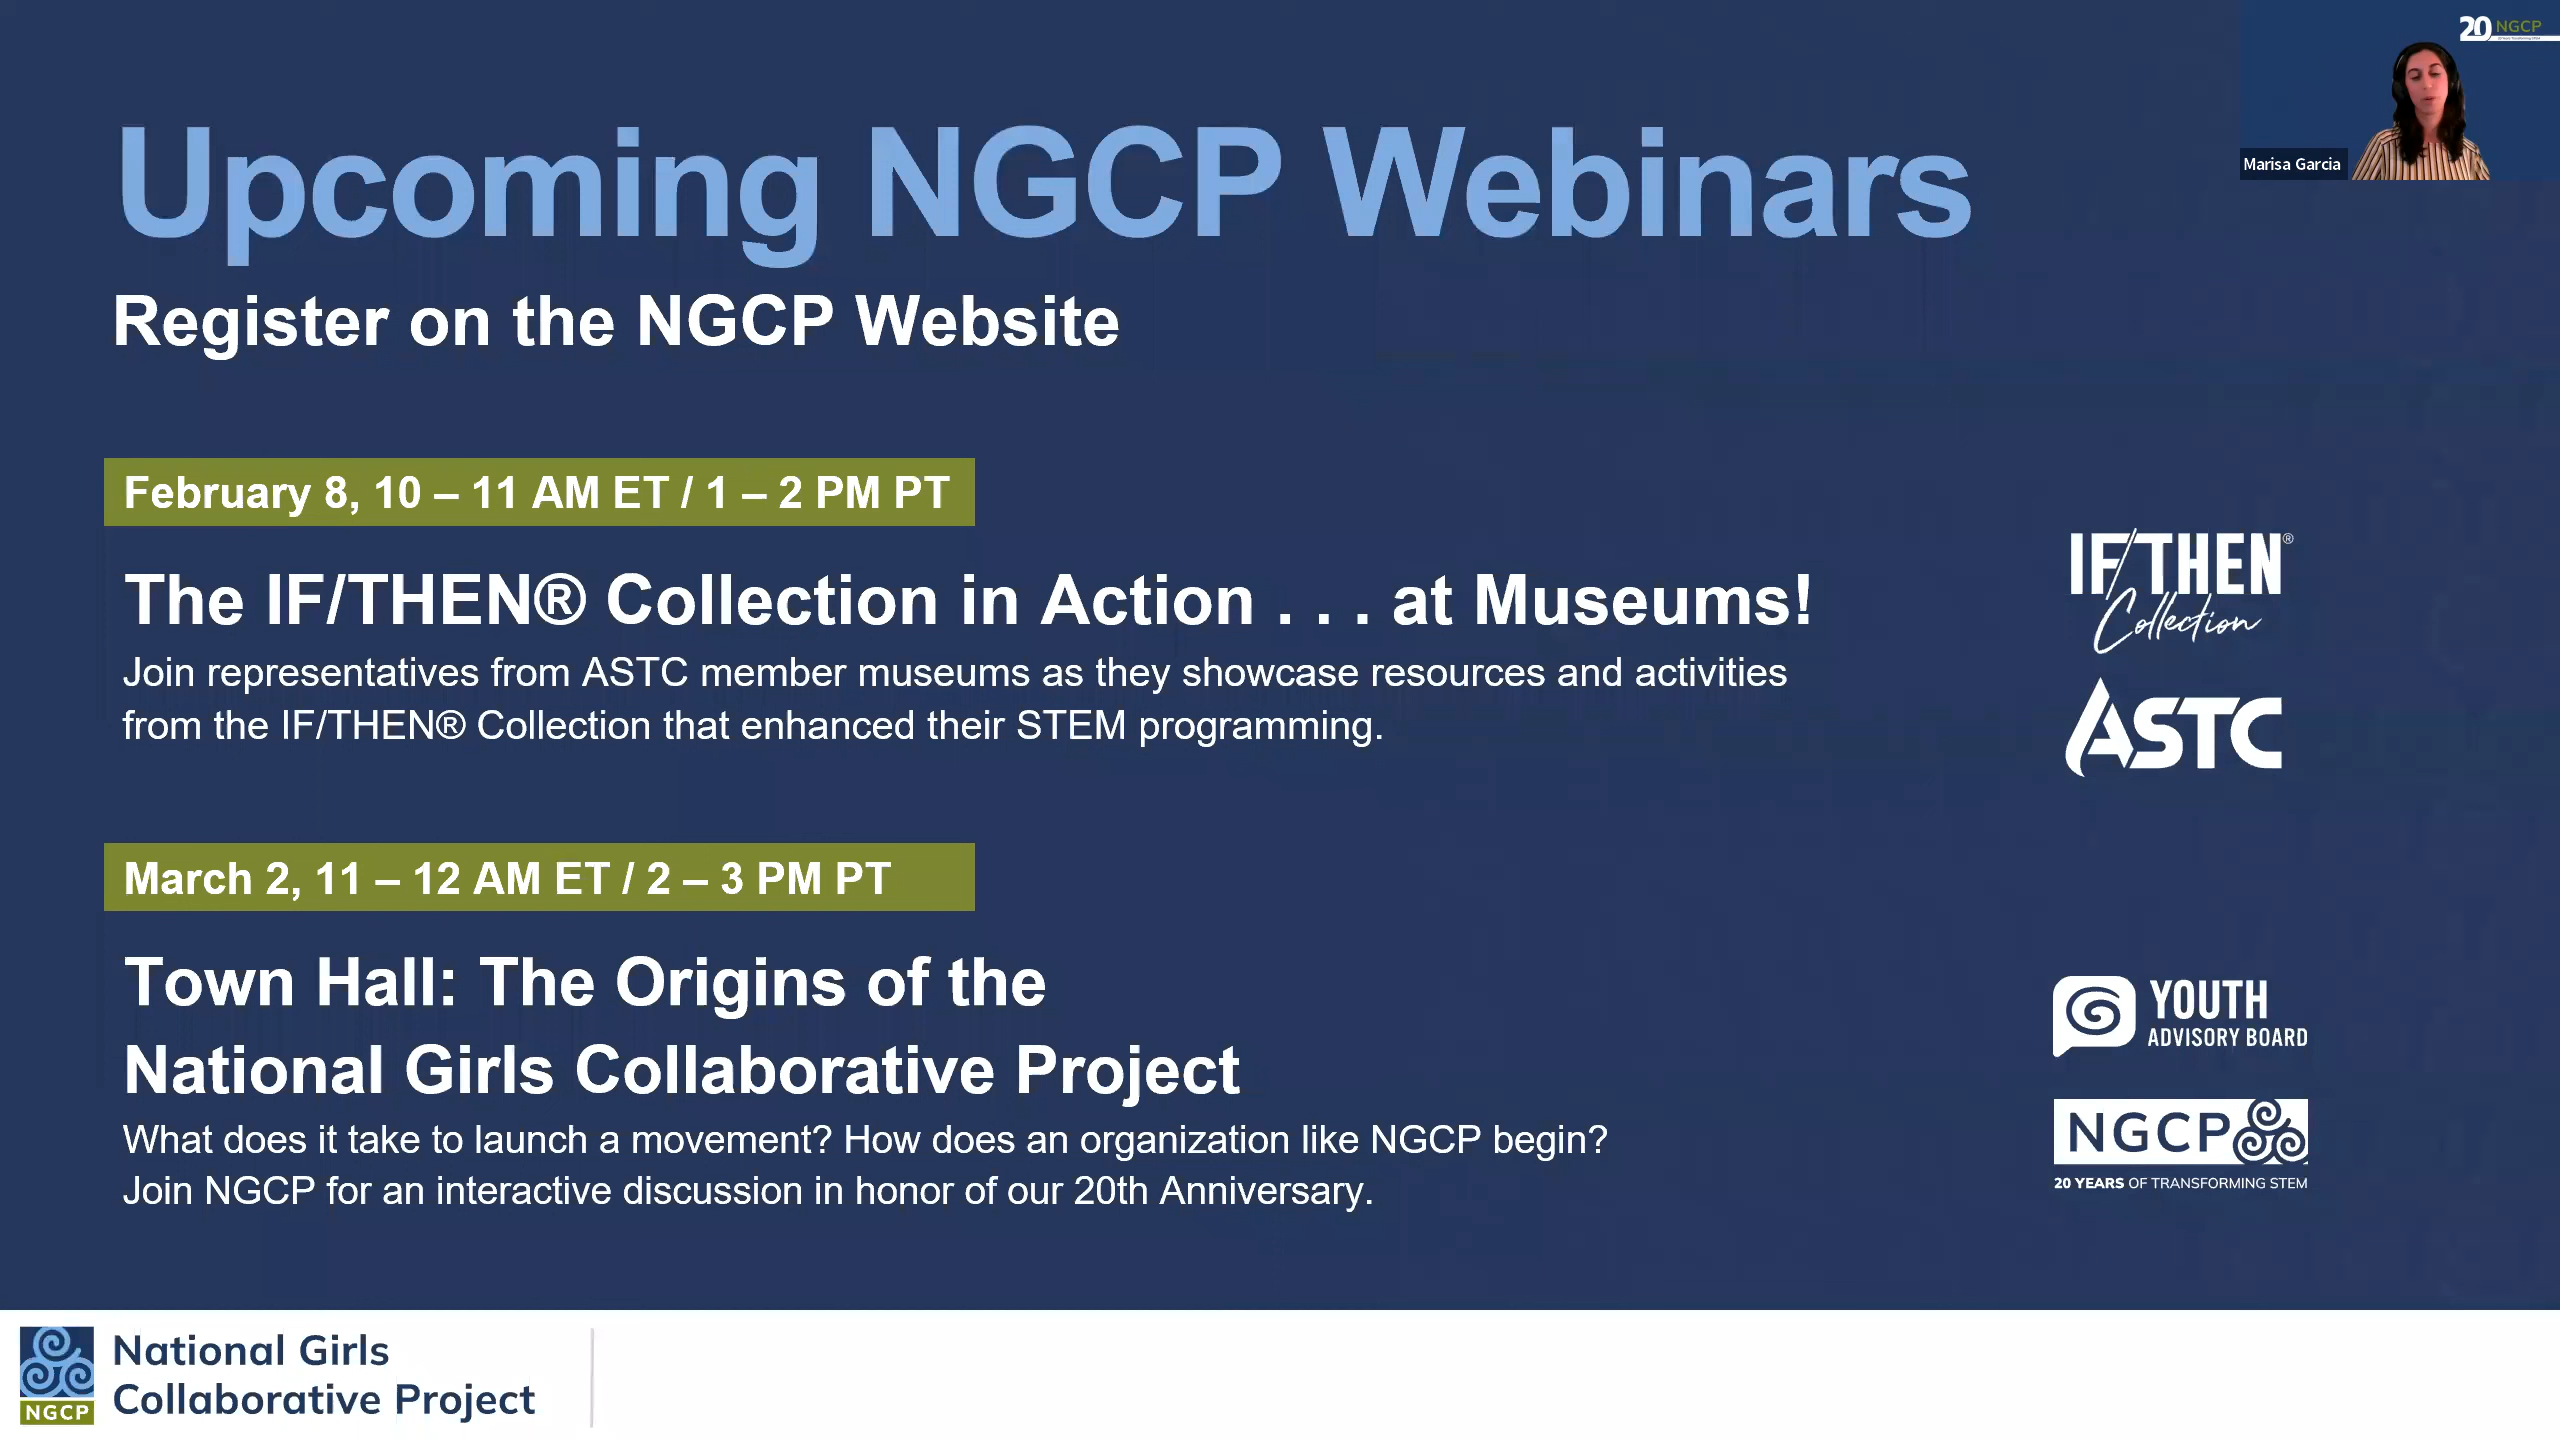 20 NGCP
Marisa Garcia
Upcoming NGCP Webinars
Register on the NGCP Website
February 8, 10 – 11 AM ET / 1 – 2 PM PT
The IF/THEN® Collection in Action . . . at Museums!
Join representatives from ASTC member museums as they showcase resources and activities
from the IF/THEN® Collection that enhanced their STEM programming.
IF/THEN®
Collection
ASTC
March 2, 11 – 12 AM ET / 2 – 3 PM PT
Town Hall: The Origins of the
National Girls Collaborative Project
What does it take to launch a movement? How does an organization like NGCP begin?
Join NGCP for an interactive discussion in honor of our 20th Anniversary.
YOUTH
ADVISORY BOARD
NGCP
20 YEARS OF TRANSFORMING STEM
NGCP
National Girls
Collaborative Project